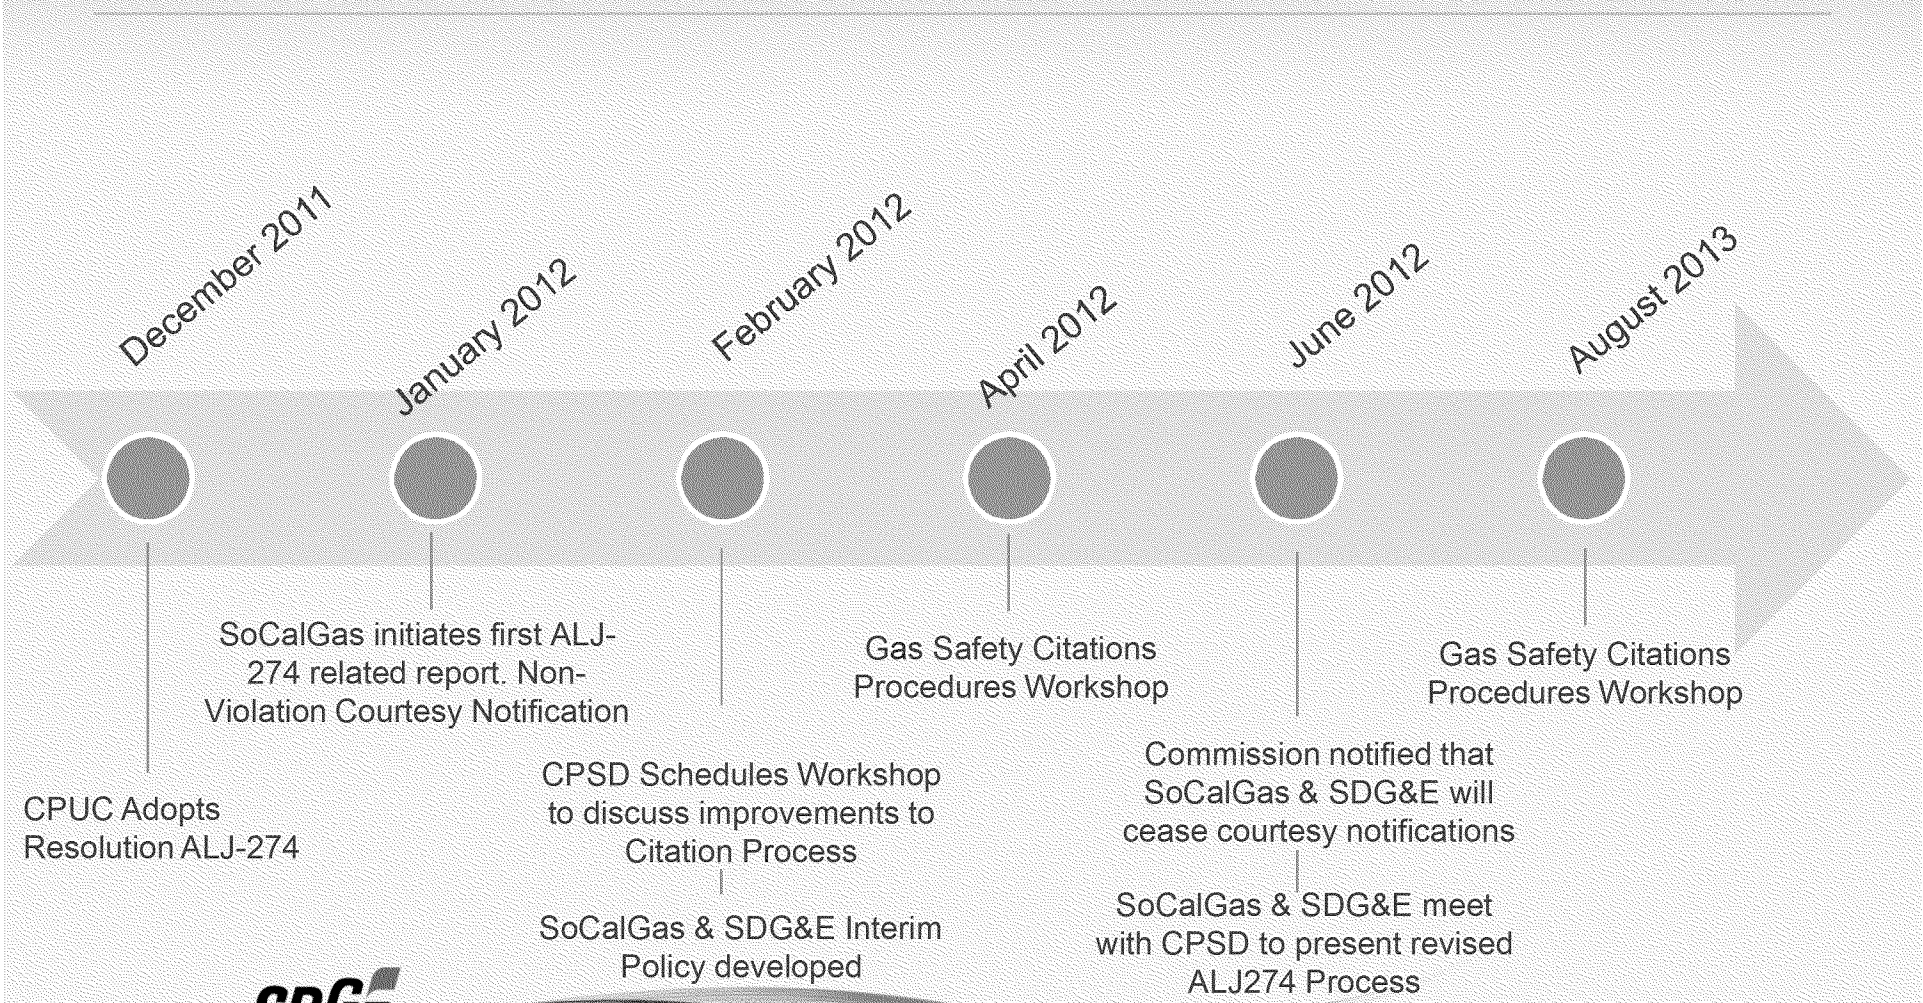 December 2011
January 2012
February 2012
April 2012
June 2012
August 2013
SoCalGas initiates first ALJ-
274 related report. Non-
Violation Courtesy Notification
Gas Safety Citations
Procedures Workshop
Gas Safety Citations
Procedures Workshop
CPUC Adopts
Resolution ALJ-274
CPSD Schedules Workshop
to discuss improvements to
Citation Process
SoCalGas & SDG&E Interim
Policy developed
Commission notified that
SoCalGas & SDG&E will
cease courtesy notifications
SoCalGas & SDG&E meet
with CPSD to present revised
ALJ274 Process